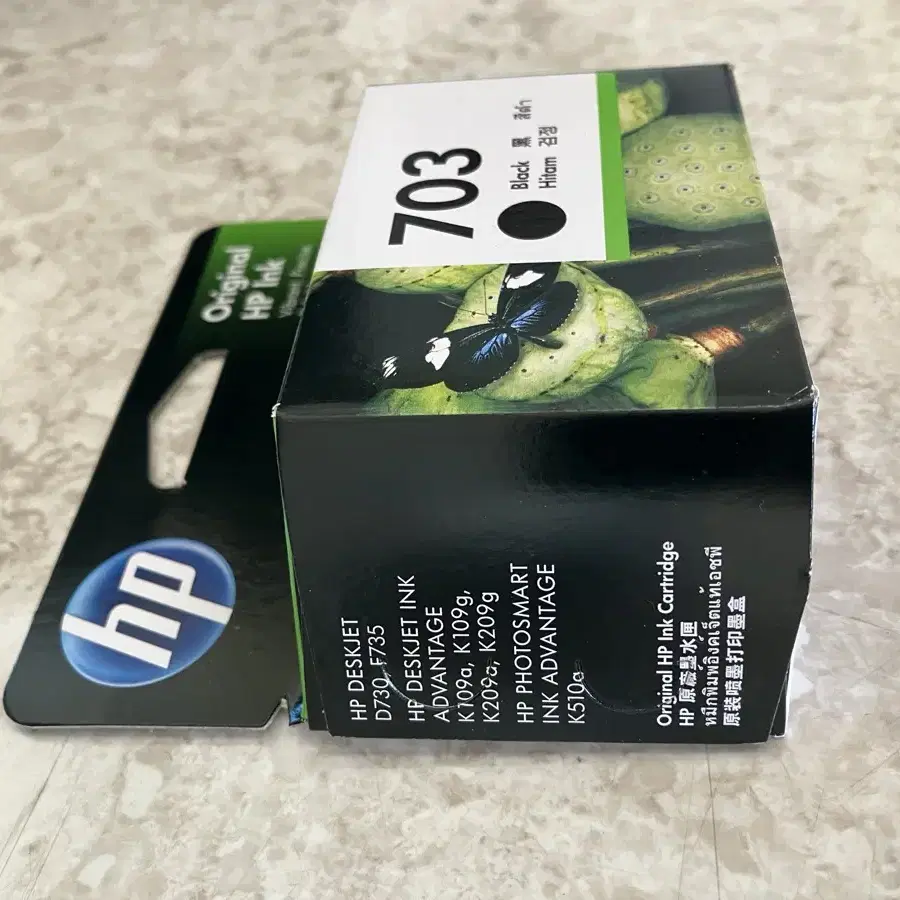 hp
Original
HP Ink
703
Black 黑 สีดำ
Hitam 검정
HP DESKJET
D730, F735
HP DESKJET INK
ADVANTAGE
K109a, K109g,
K209a, K209g
HP PHOTOSMART
INK ADVANTAGE
K510a
Original HP Ink Cartridge
HP 原廠墨水匣
หมึกพิมพ์อิงค์เจ็ตแท้เอชพี
原装喷墨打印墨盒